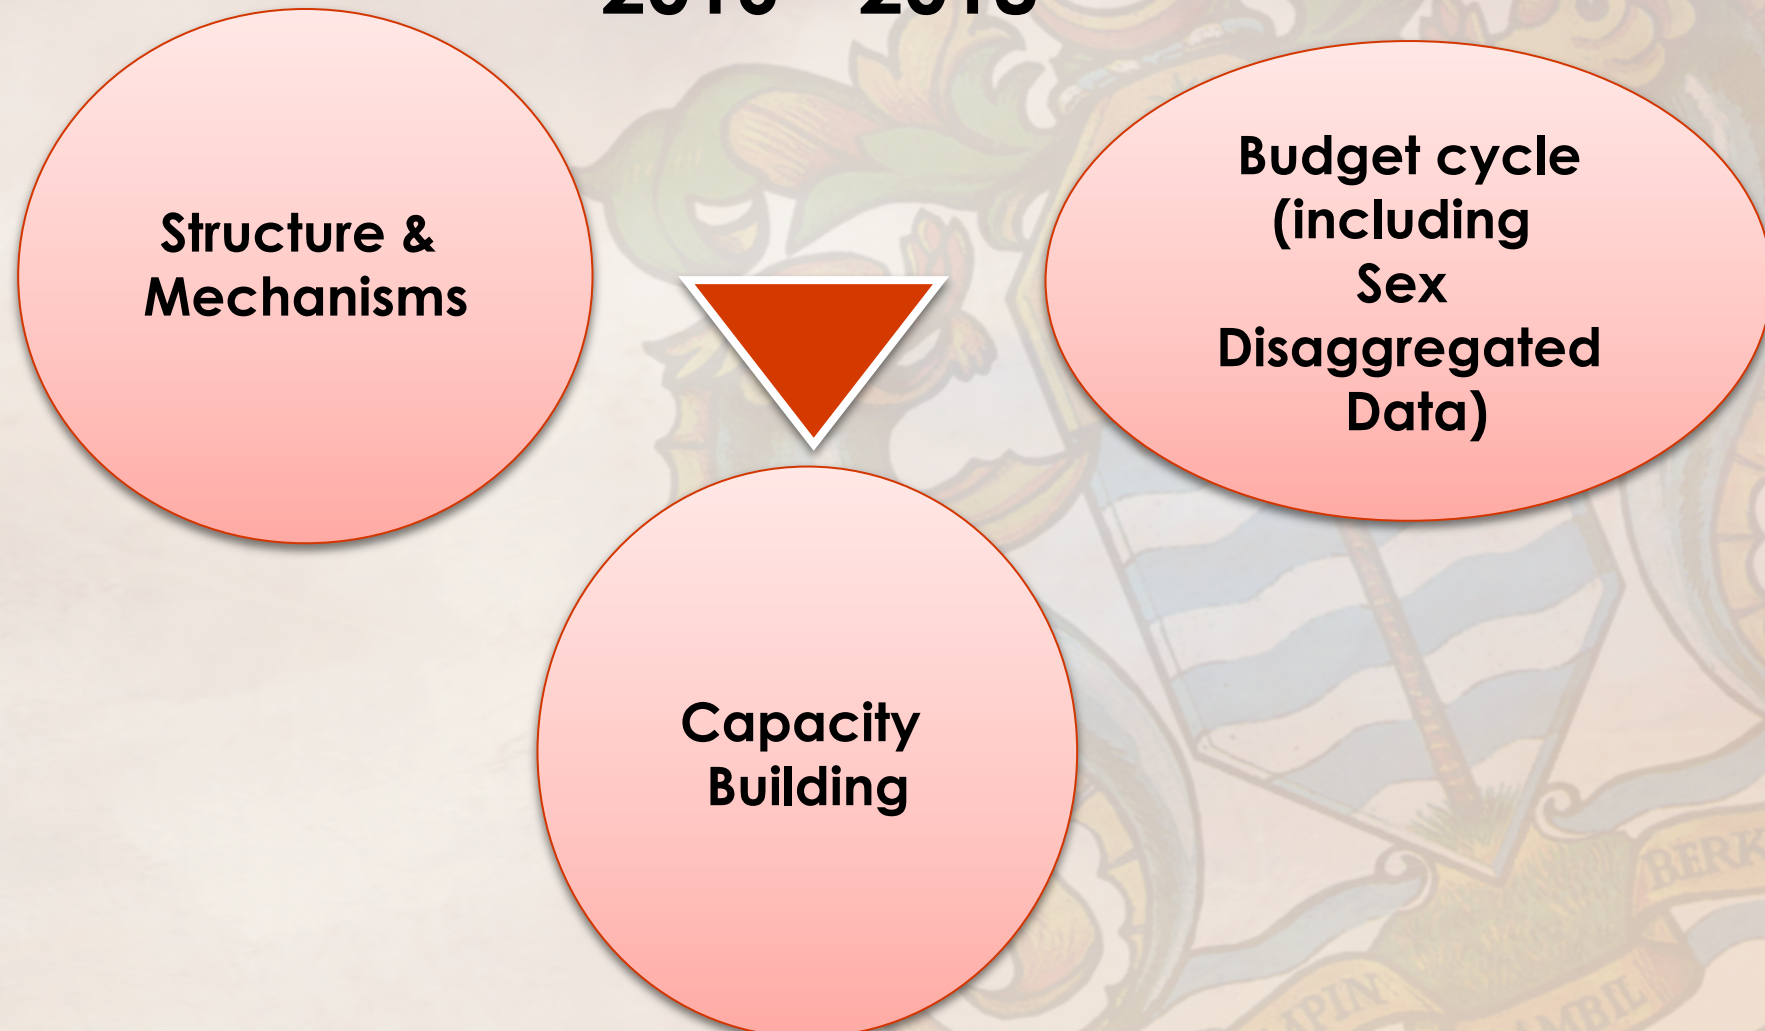 Structure &
Mechanisms
Budget cycle
(including
Sex
Disaggregated
Data)
Capacity
Building